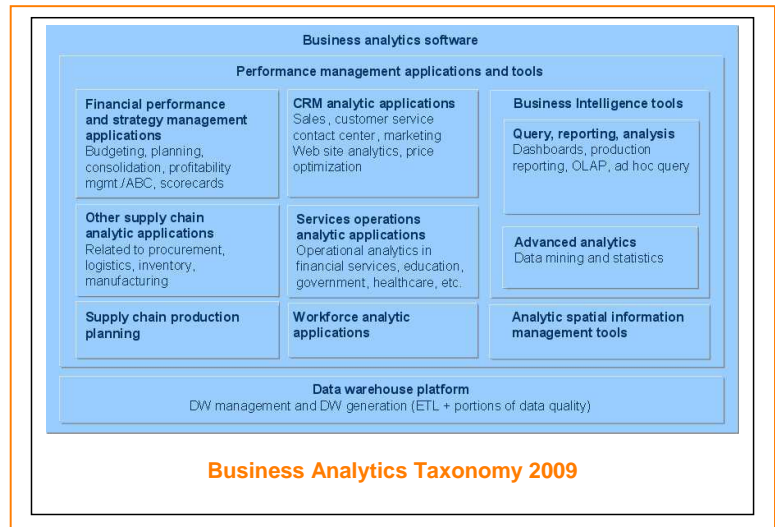 Business analytics software
Performance management applications and tools
Financial performance
and strategy management
applications
Budgeting, planning,
consolidation, profitability
mgmt./ABC, scorecards
CRM analytic applications
Sales, customer service
contact center, marketing
Web site analytics, price
optimization
Business Intelligence tools
Query, reporting, analysis
Dashboards, production
reporting, OLAP, ad hoc query
Other supply chain
analytic applications
Related to procurement,
logistics, inventory,
manufacturing
Services operations
analytic applications
Operational analytics in
financial services, education,
government, healthcare, etc.
Advanced analytics
Data mining and statistics
Supply chain production
planning
Workforce analytic
applications
Analytic spatial information
management tools
Data warehouse platform
DW management and DW generation (ETL + portions of data quality)
Business Analytics Taxonomy 2009